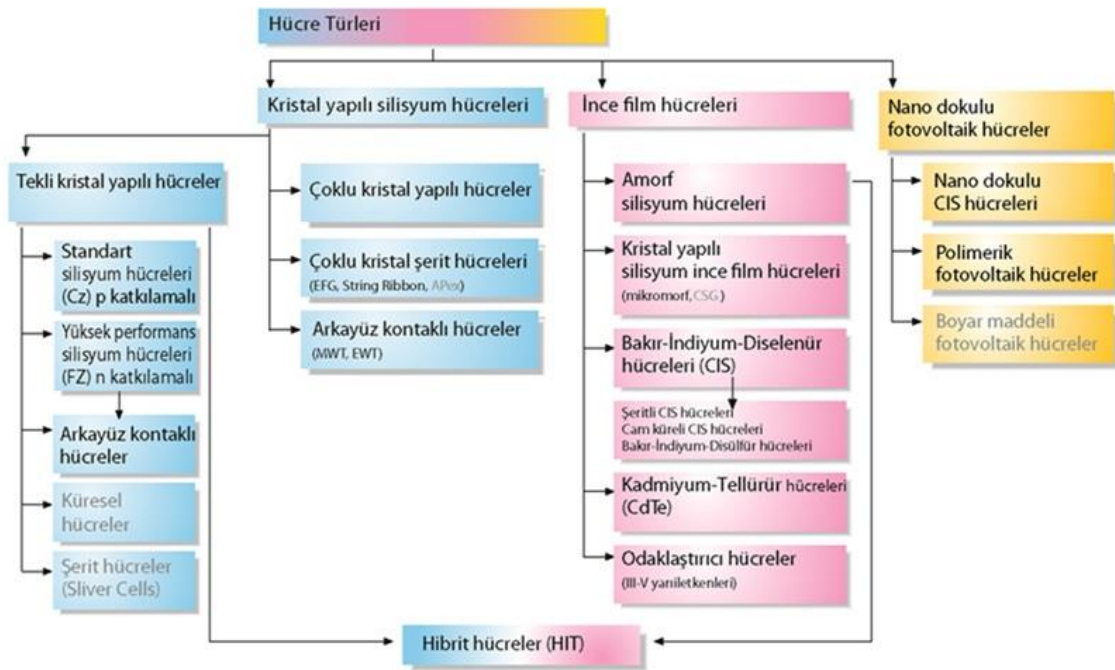 Hücre Türleri
Kristal yapılı silisyum hücreleri
İnce film hücreleri
Nano dokulu
fotovoltaik hücreler
Tekli kristal yapılı hücreler
Standart
silisyum hücreleri
(Cz) p katkılamalı
Yüksek performans
silisyum hücreleri
(FZ) n katkılamalı
Arkayüz kontaklı
hücreler
Küresel
hücreler
Şerit hücreler
(Sliver Cells)
Çoklu kristal yapılı hücreler
Çoklu kristal şerit hücreleri
(EFG, String Ribbon, APex)
Arkayüz kontaklı hücreler
(MWT, EWT)
Amorf
silisyum hücreleri
Kristal yapılı
silisyum ince film hücreleri
(mikromorf, CSG)
Bakır-İndiyum-Diselenür
hücreleri (CIS)
Şeritli CIS hücreleri
Cam küreli CIS hücreleri
Bakır-İndiyum-Disülfür hücreleri
Kadmiyum-Tellürür hücreleri
(CdTe)
Odaklaştırıcı hücreler
(III-V yarıiletkenleri)
Nano dokulu
CIS hücreleri
Polimerik
fotovoltaik hücreler
Boyar maddeli
fotovoltaik hücreler
Hibrit hücreler (HIT)